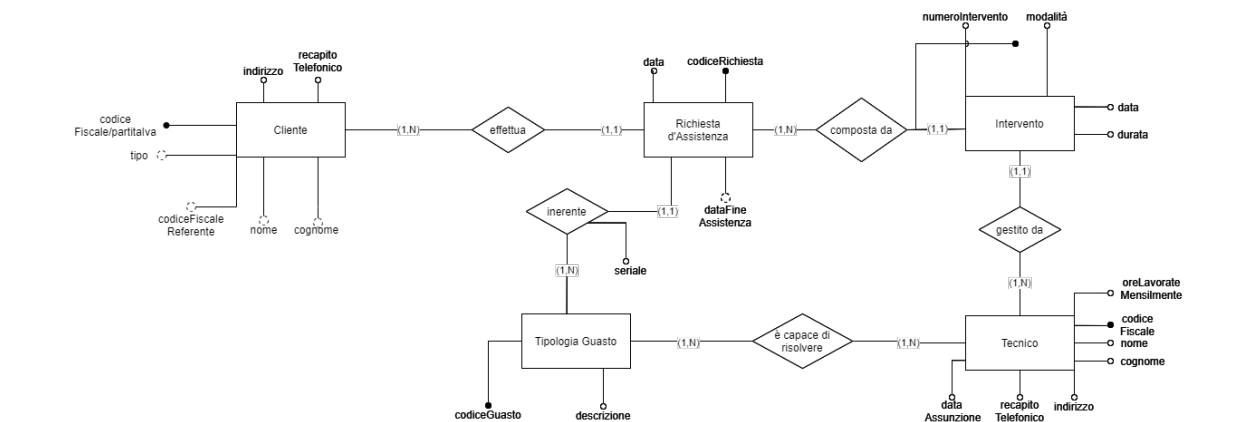 numeroIntervento
modalità
recapito
Telefonico
indirizzo
data
codiceRichiesta
codice
Fiscale/partitaIva
Cliente
(1,N)
effettua
(1,1)
Richiesta
d'Assistenza
(1,N)
composta da
(1,1)
Intervento
data
durata
tipo
(1,1)
codiceFiscale
Referente
nome
cognome
inerente
(1,1)
dataFine
Assistenza
gestito da
(1,N)
seriale
(1,N)
oreLavorate
Mensilmente
codice
Fiscale
Tipologia Guasto
(1,N)
è capace di
risolvere
(1,N)
Tecnico
nome
cognome
codiceGuasto
descrizione
data
Assunzione
recapito
Telefonico
indirizzo